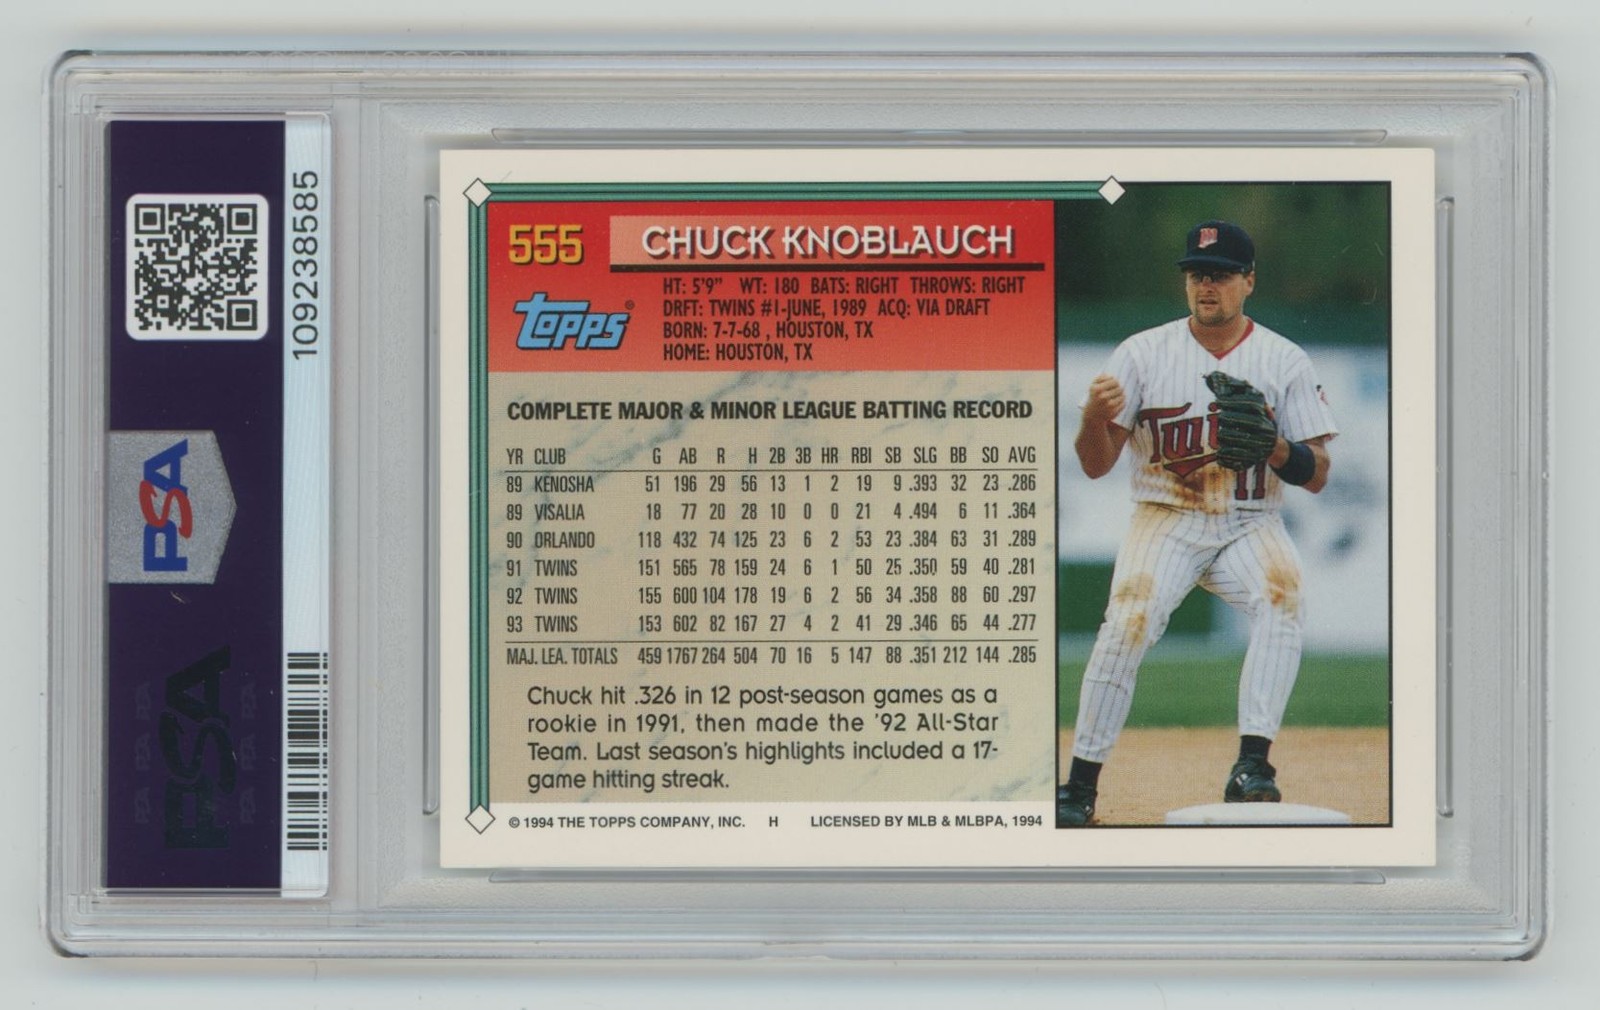 109238585
PSA
PSA
555
CHUCK KNOBLAUCH
Topps®
HT: 5'9" WT: 180 BATS: RIGHT THROWS: RIGHT
DRFT: TWINS #1-JUNE, 1989 ACQ: VIA DRAFT
BORN: 7-7-68 , HOUSTON, TX
HOME: HOUSTON, TX
COMPLETE MAJOR & MINOR LEAGUE BATTING RECORD
YR CLUB G AB R H 2B 3B HR RBI SB SLG BB SO AVG
89 KENOSHA 51 196 29 56 13 1 2 19 9 .393 32 23 .286
89 VISALIA 18 77 20 28 10 0 0 21 4 .494 6 11 .364
90 ORLANDO 118 432 74 125 23 6 2 53 23 .384 63 31 .289
91 TWINS 151 565 78 159 24 6 1 50 25 .350 59 40 .281
92 TWINS 155 600 104 178 19 6 2 56 34 .358 88 60 .297
93 TWINS 153 602 82 167 27 4 2 41 29 .346 65 44 .277
MAJ. LEA. TOTALS 459 1767 264 504 70 16 5 147 88 .351 212 144 .285
Chuck hit .326 in 12 post-season games as a
rookie in 1991, then made the '92 All-Star
Team. Last season's highlights included a 17-
game hitting streak.
© 1994 THE TOPPS COMPANY, INC. H LICENSED BY MLB & MLBPA, 1994
Twi
11